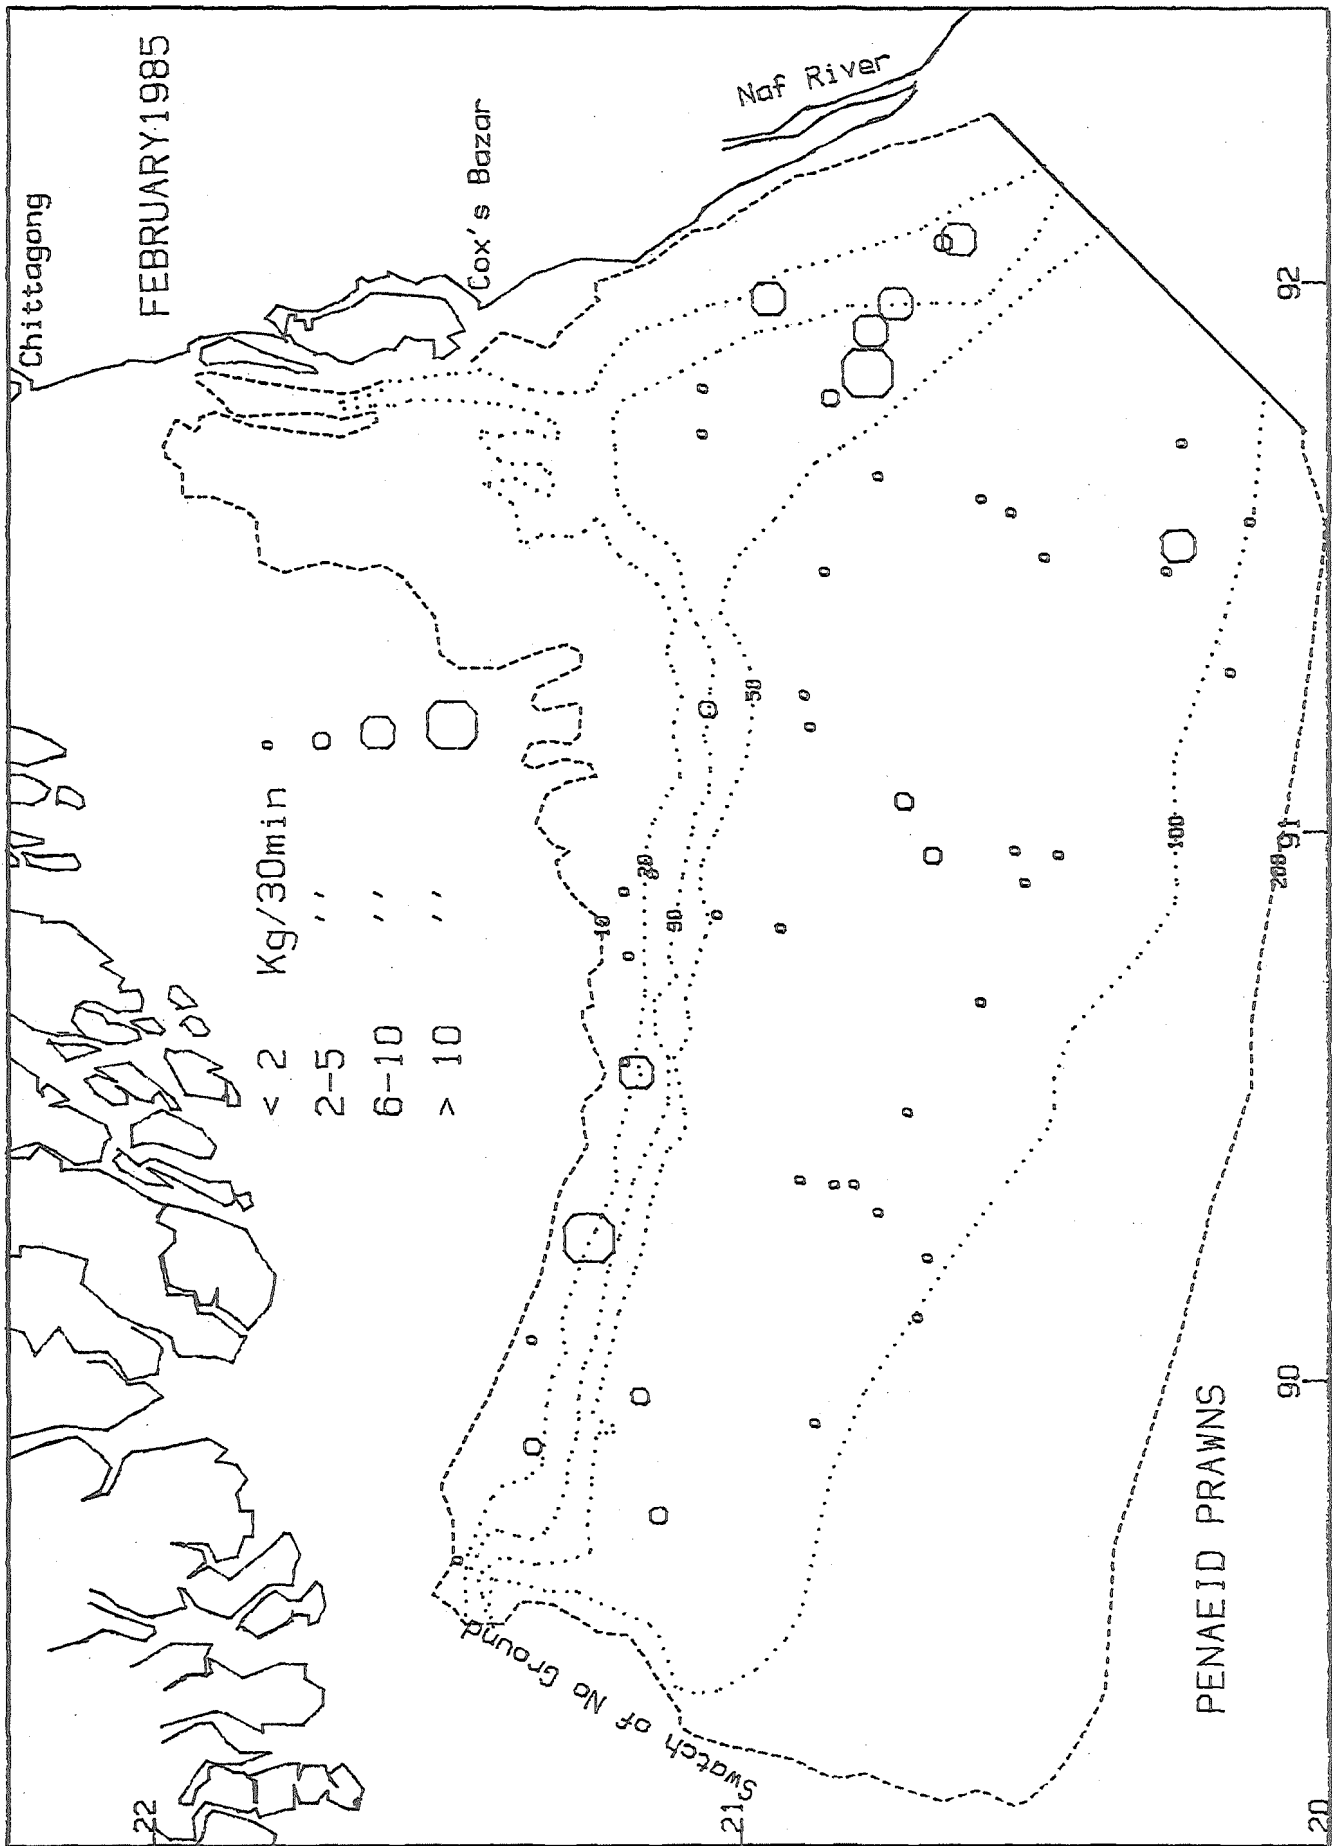 Chittagong
FEBRUARY 1985
Cox's Bazar
Naf River
< 2 Kg/30min
2-5 ,,
6-10 ,,
> 10 ,,
10
20
30
50
100
200
Swatch of No Ground
PENAEID PRAWNS
22
21
20
90
91
92